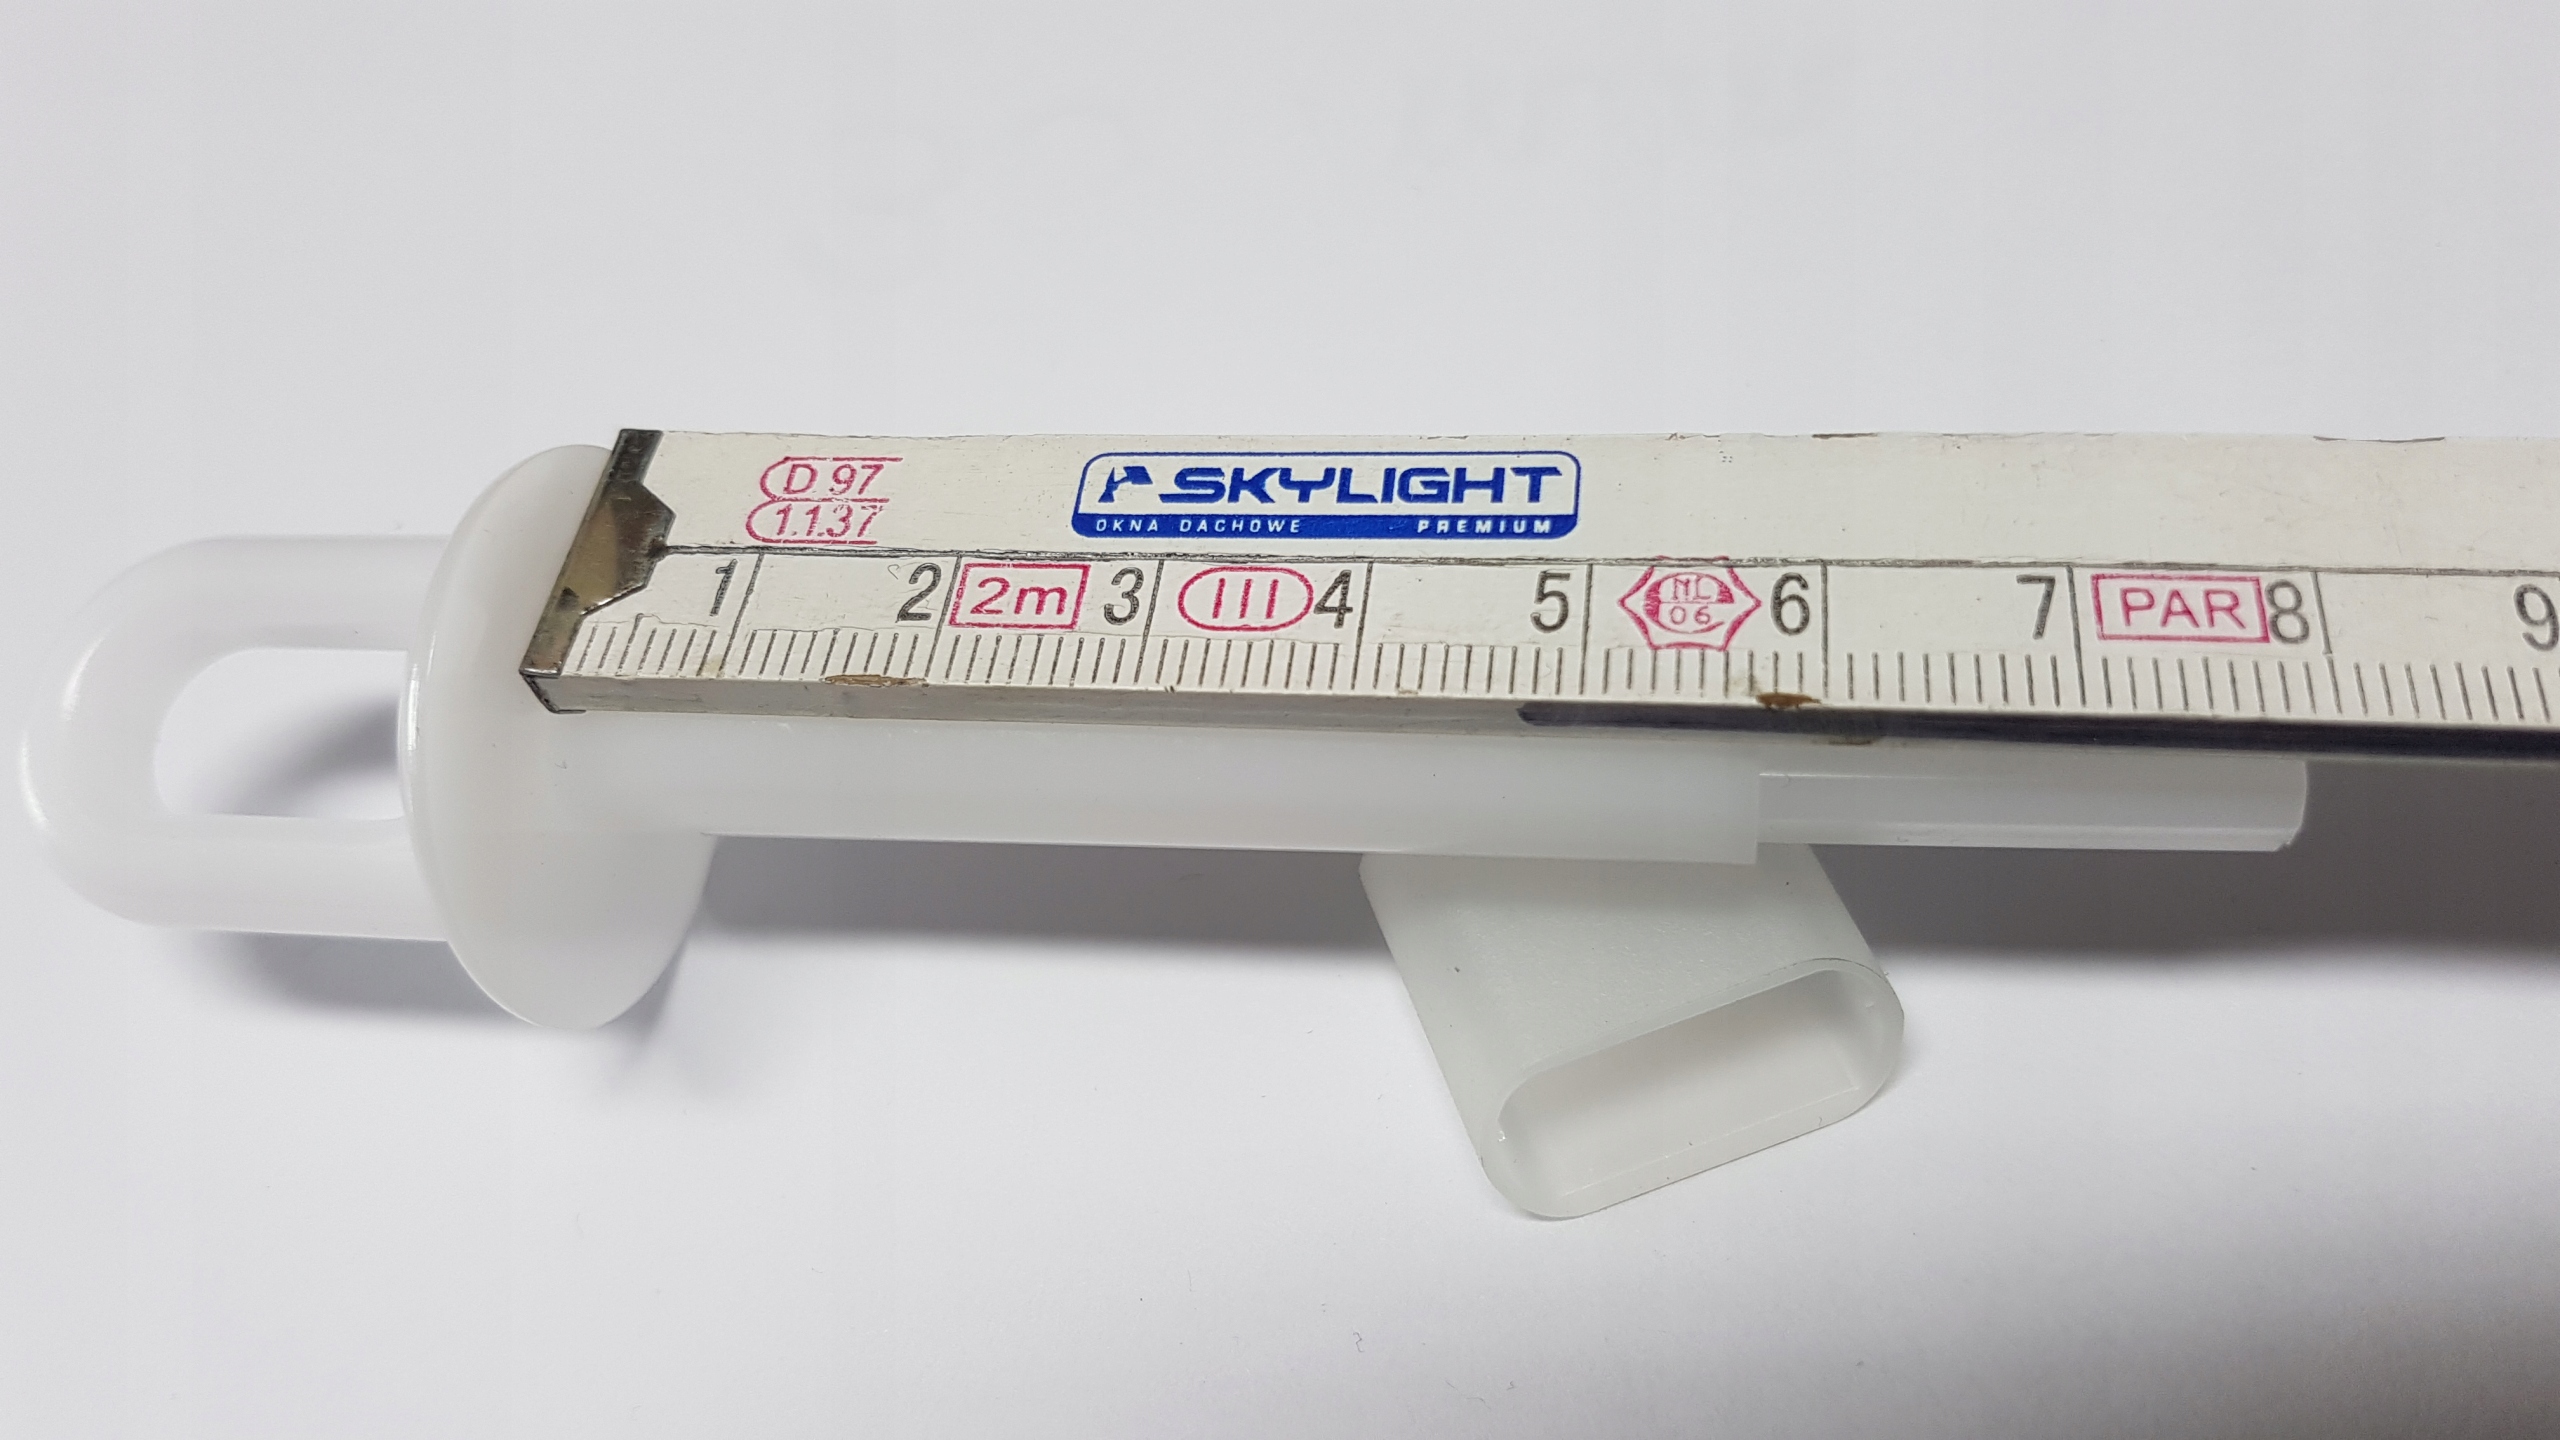 D 97
1.1.37
SKYLIGHT
OKNA DACHOWE PREMIUM
1 2 2m 3 III 4 5 NL 06 6 7 PAR 8 9